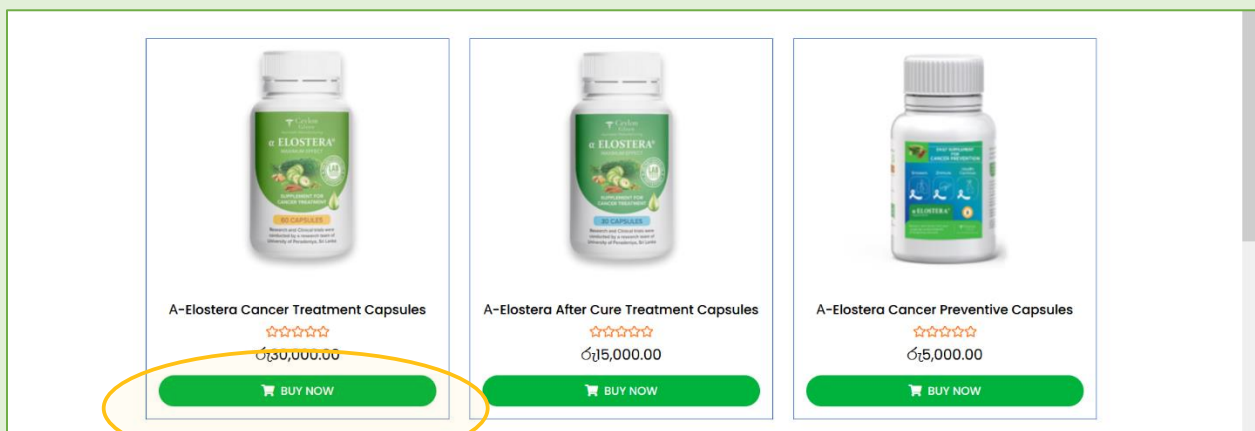 Ceylon
α ELOSTERA®
MAXIMUM EFFECT
SUPPLEMENT FOR
CANCER TREATMENT
60 CAPSULES
Research and Clinical trials were
conducted by a research team of
University of Peradeniya, Sri Lanka
Ceylon
α ELOSTERA®
SUPPLEMENT FOR
CANCER TREATMENT
30 CAPSULES
Research and Clinical trials were
conducted by a research team of
University of Peradeniya, Sri Lanka
DAILY SUPPLEMENT
FOR
CANCER PREVENTION
α ELOSTERA®
A-Elostera Cancer Treatment Capsules
රු30,000.00
BUY NOW
A-Elostera After Cure Treatment Capsules
රු15,000.00
BUY NOW
A-Elostera Cancer Preventive Capsules
රු5,000.00
BUY NOW